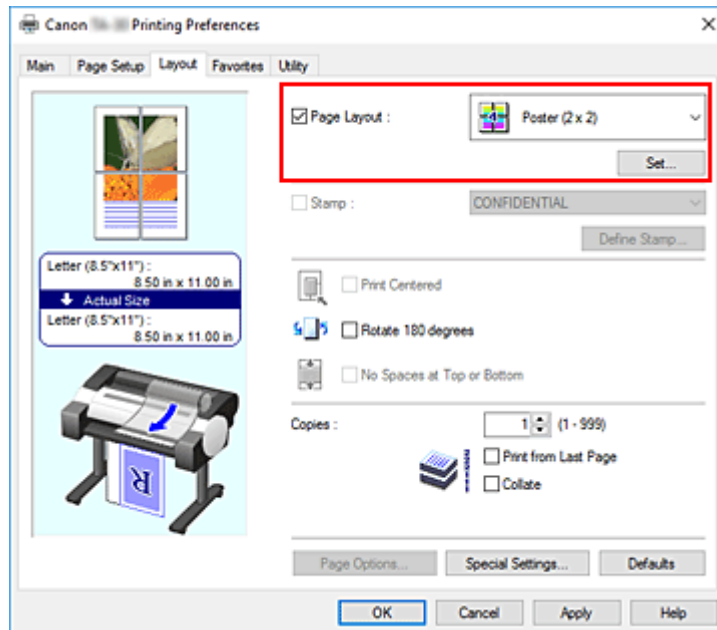 Canon Printing Preferences
Main Page Setup Layout Favorites Utility
Page Layout : 4 Poster (2 x 2)
Set...
Stamp : CONFIDENTIAL
Define Stamp...
Letter (8.5"x11") :
8.50 in x 11.00 in
Actual Size
Letter (8.5"x11") :
8.50 in x 11.00 in
Print Centered
Rotate 180 degrees
No Spaces at Top or Bottom
Copies : 1 (1 - 999)
Print from Last Page
Collate
R
Page Options... Special Settings... Defaults
OK Cancel Apply Help